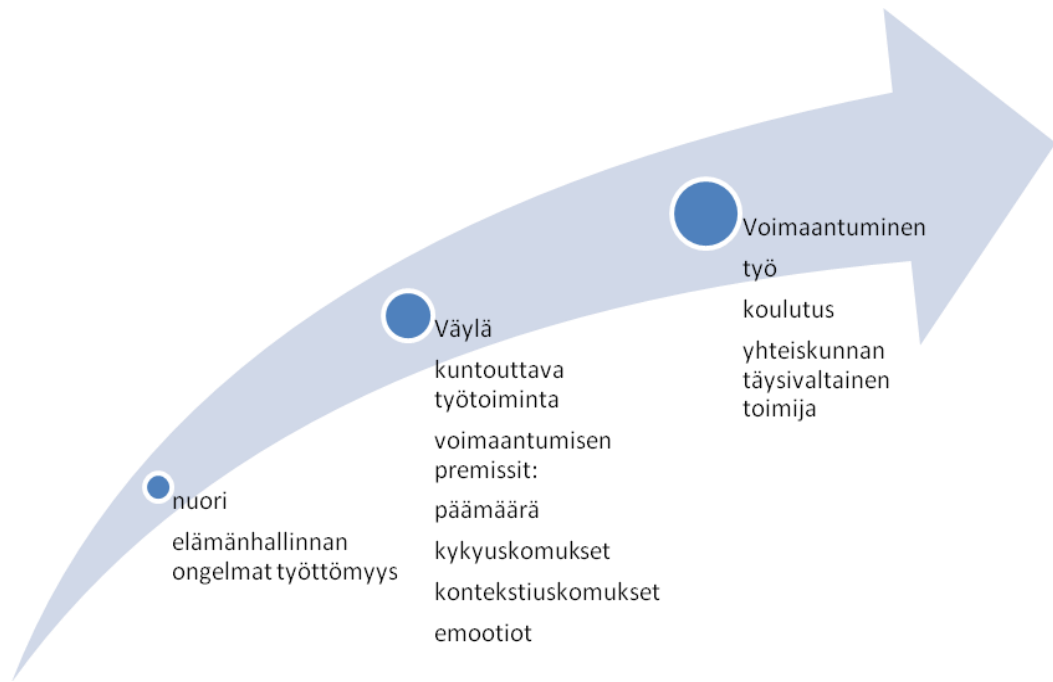 nuori
elämänhallinnan
ongelmat työttömyys
Väylä
kuntouttava
työtoiminta
voimaantumisen
premissit:
päämäärä
kykyuskomukset
kontekstiuskomukset
emootiot
Voimaantuminen
työ
koulutus
yhteiskunnan
täysivaltainen
toimija